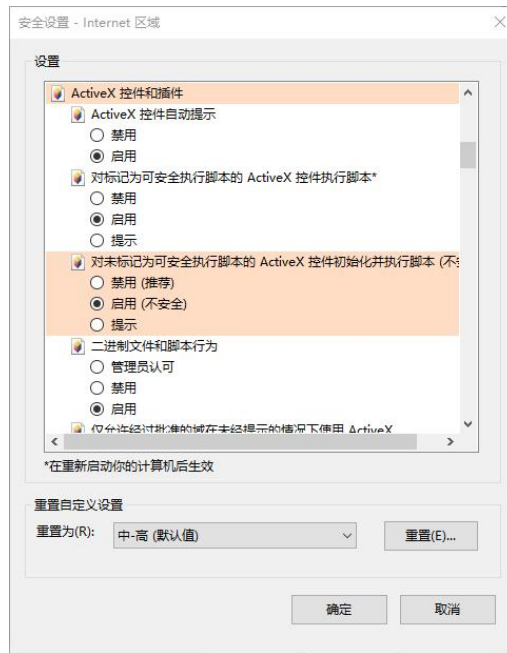 安全设置 - Internet 区域
设置
ActiveX 控件和插件
ActiveX 控件自动提示
禁用
启用
对标记为可安全执行脚本的 ActiveX 控件执行脚本*
禁用
启用
提示
对未标记为可安全执行脚本的 ActiveX 控件初始化并执行脚本 (不
禁用 (推荐)
启用 (不安全)
提示
二进制文件和脚本行为
管理员认可
禁用
启用
仅允许经过批准的域在未经提示的情况下使用 ActiveX
*在重新启动你的计算机后生效
重置自定义设置
重置为(R):
中-高 (默认值)
重置(E)...
确定
取消